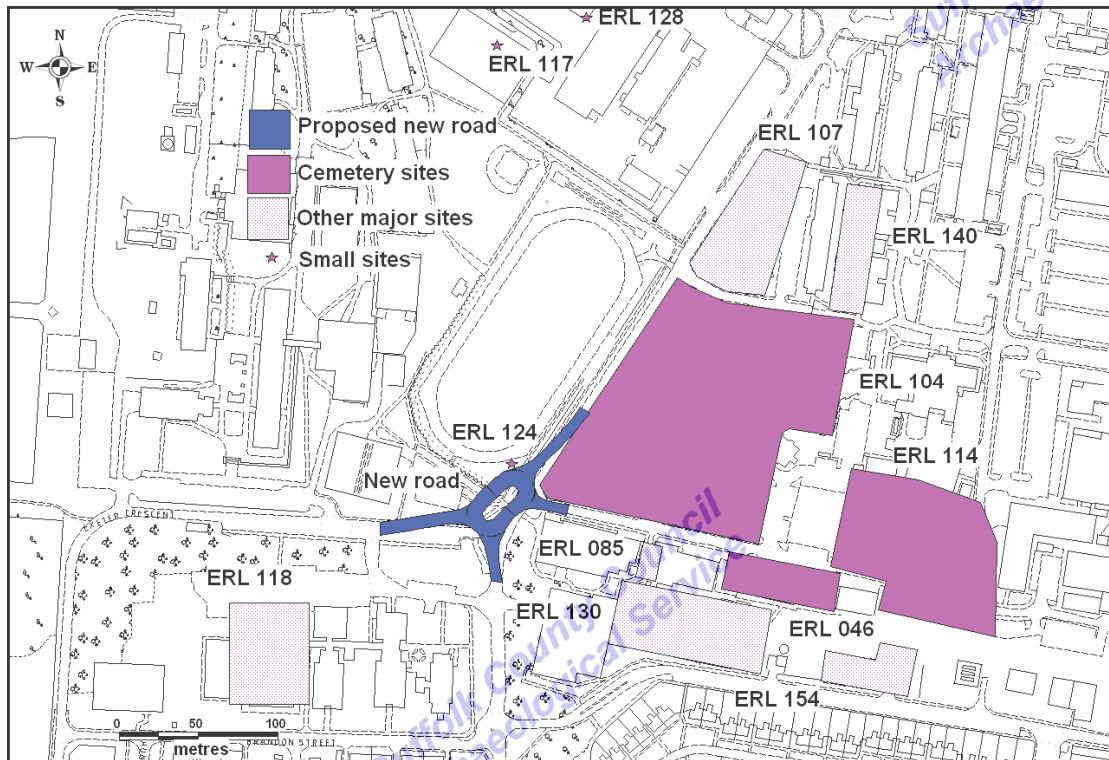 ERL 128
ERL 117
N
W E
S
ERL 107
Proposed new road
Cemetery sites
Other major sites
Small sites
ERL 140
ERL 104
ERL 124
ERL 114
New road
EXETER CRESCENT
ERL 085
ERL 118
ERL 130
ERL 046
ERL 154
0 50 100
metres
BRANDON STREET
Suffolk County Council
Archaeological Service
Suff
Archae